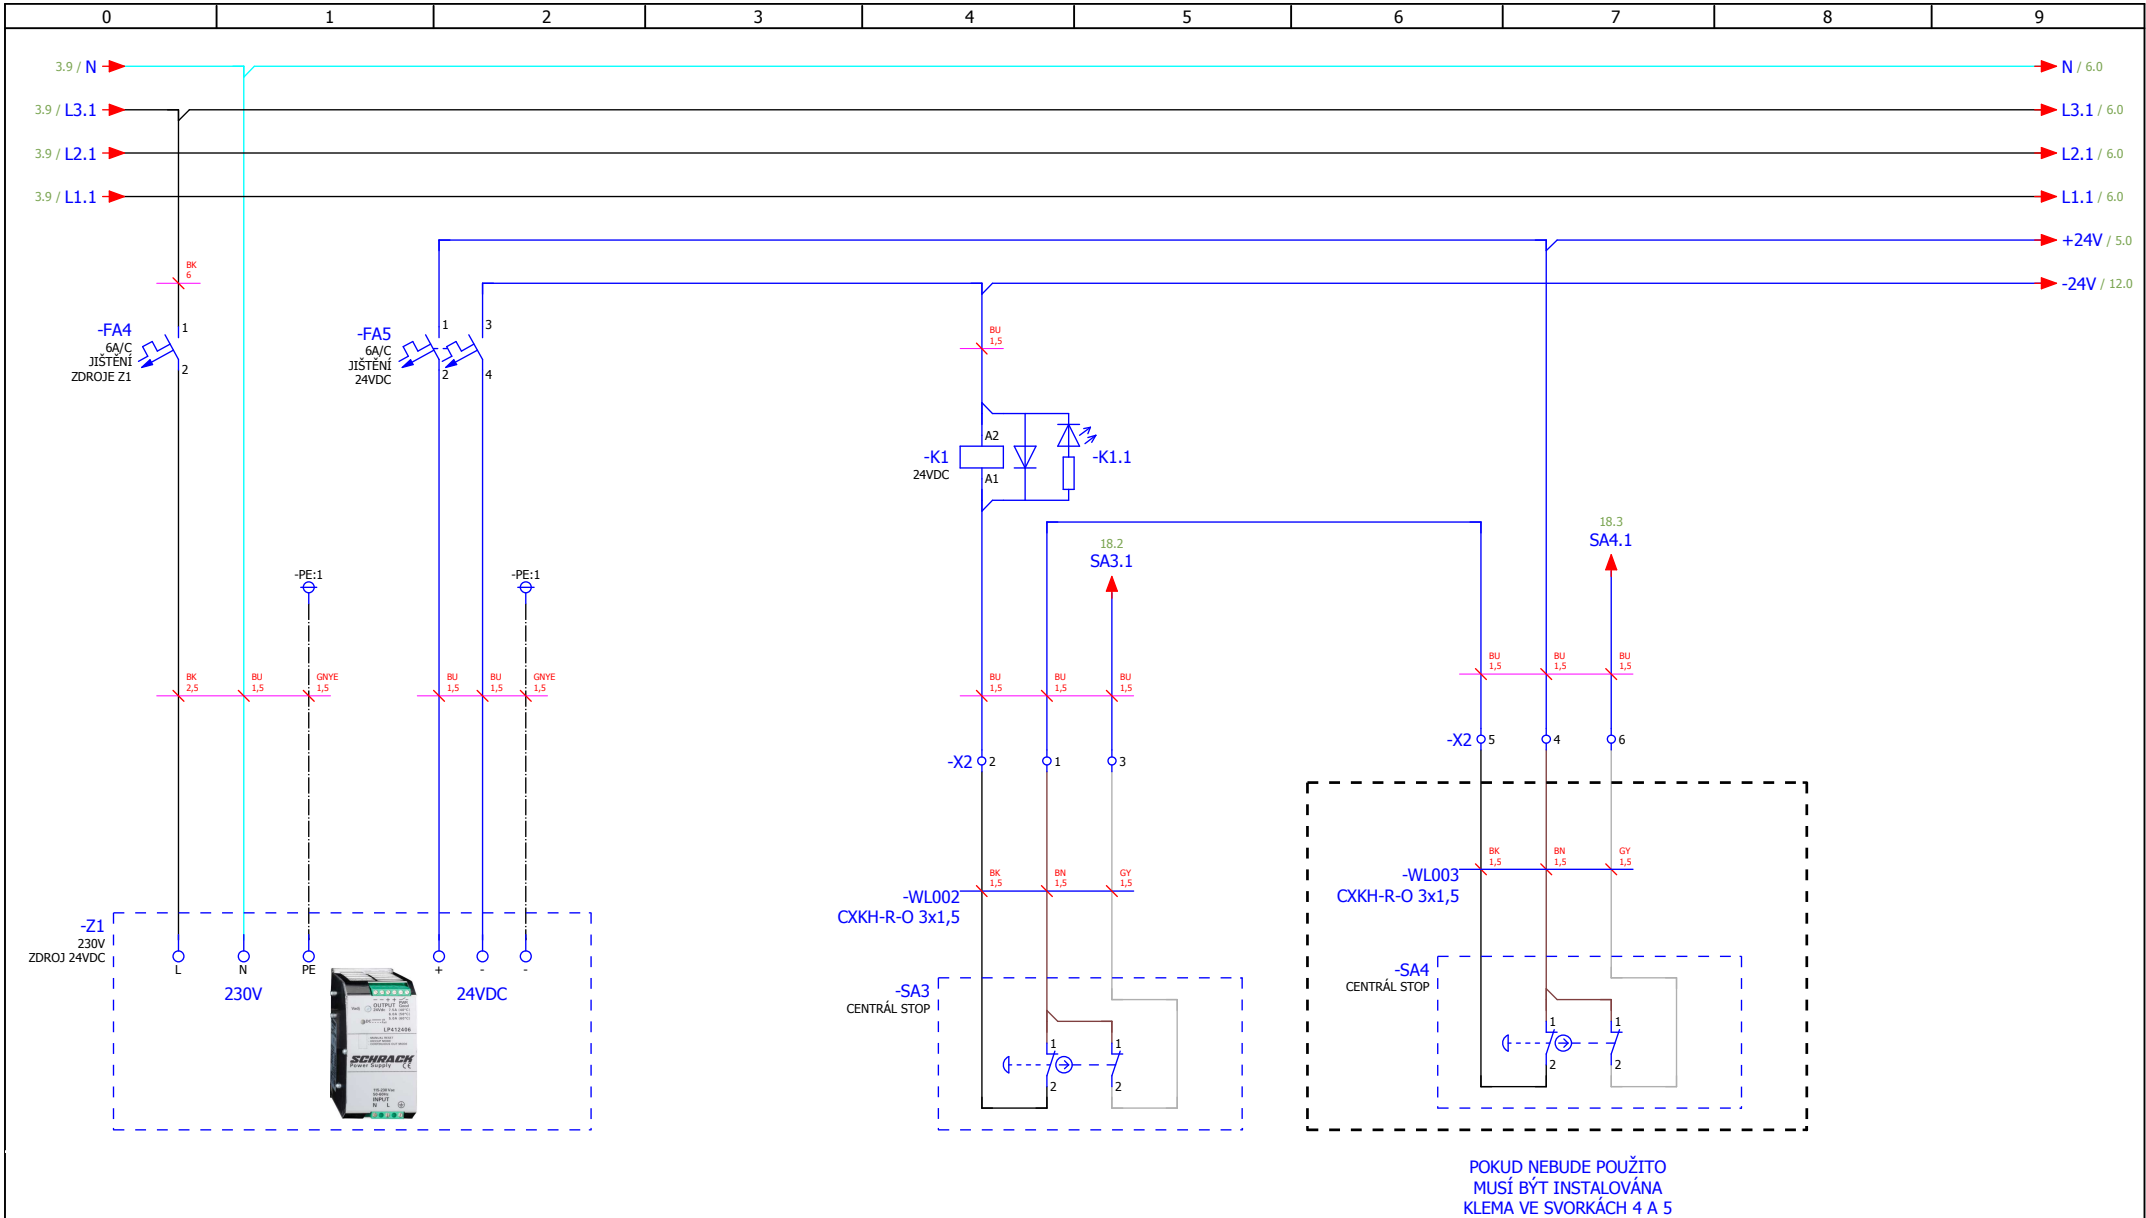 0 1 2 3 4 5 6 7 8 9
3.9 / N
N / 6.0
3.9 / L3.1
L3.1 / 6.0
3.9 / L2.1
L2.1 / 6.0
3.9 / L1.1
L1.1 / 6.0
+24V / 5.0
-24V / 12.0
BK
6
-FA4
6A/C
JIŠTĚNÍ
ZDROJE Z1
1
2
-FA5
6A/C
JIŠTĚNÍ
24VDC
1
2
3
4
BU
1,5
-K1
24VDC
A2
A1
-K1.1
18.2
SA3.1
18.3
SA4.1
-PE:1
-PE:1
BK
2,5
BU
1,5
GNYE
1,5
BU
1,5
BU
1,5
GNYE
1,5
BU
1,5
BU
1,5
BU
1,5
BU
1,5
BU
1,5
BU
1,5
-X2 2 1 3
-X2 5 4 6
-WL002
CXKH-R-O 3x1,5
BK
1,5
BN
1,5
GY
1,5
-WL003
CXKH-R-O 3x1,5
BK
1,5
BN
1,5
GY
1,5
-Z1
230V
ZDROJ 24VDC
L N PE + - -
230V
24VDC
OUTPUT
LP412406
SCHRACK
Power Supply CE
INPUT
N L
-SA3
CENTRÁL STOP
1
2
1
2
-SA4
CENTRÁL STOP
1
2
1
2
POKUD NEBUDE POUŽITO
MUSÍ BÝT INSTALOVÁNA
KLEMA VE SVORKÁCH 4 A 5